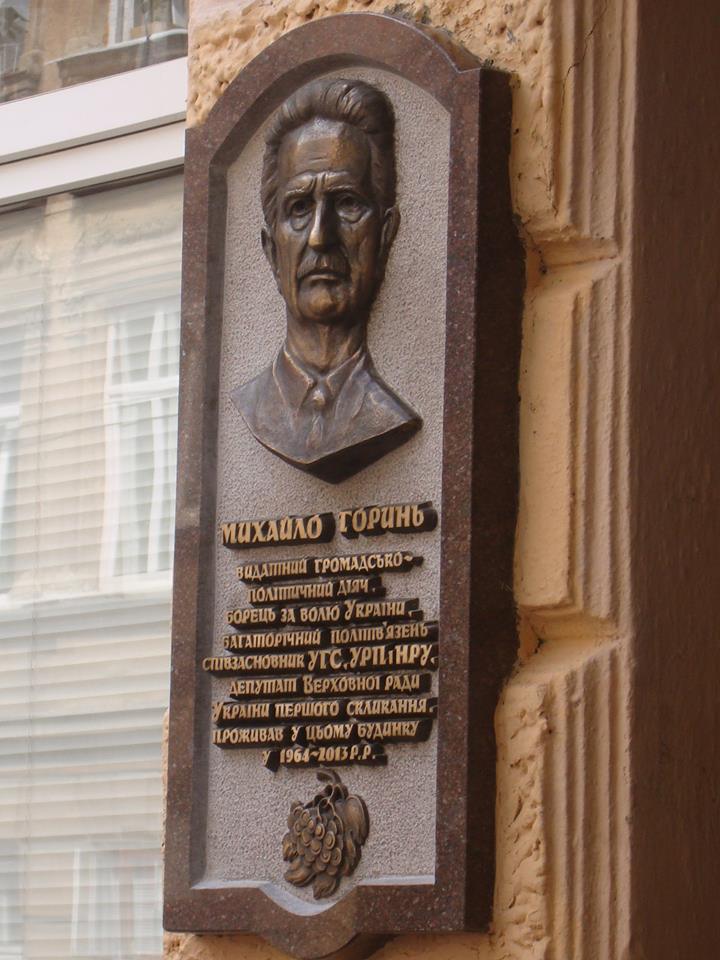 Михайло Горинь
видатний громадсько-
політичний діяч,
борець за волю України,
багаторічний політв'язень
співзасновник УГС, УРП і НРУ,
депутат Верховної Ради
України першого скликання,
проживав у цьому будинку
у 1964-2013 р.р.